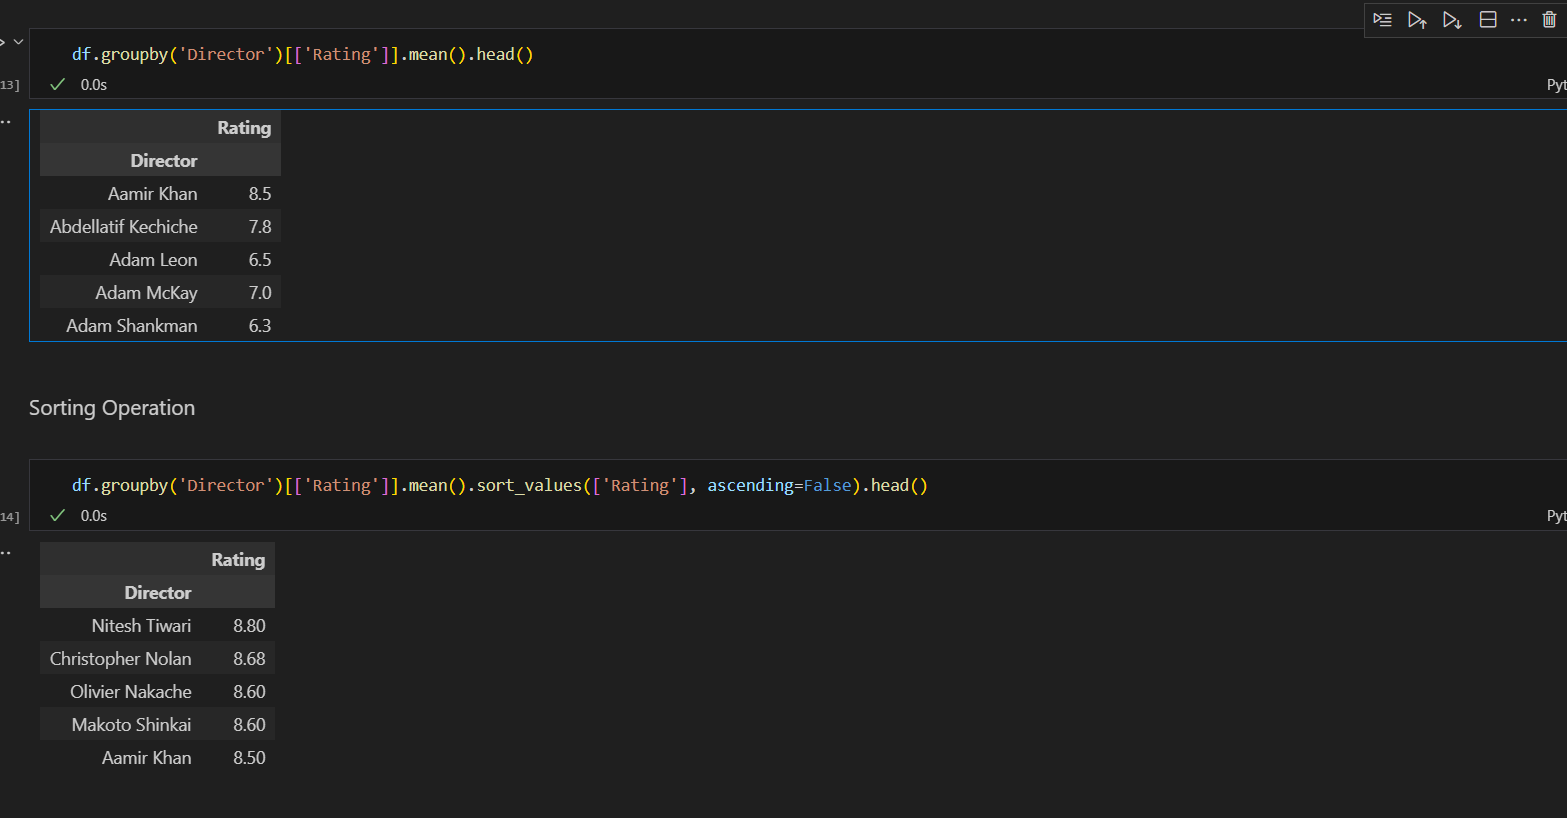 df.groupby('Director')[['Rating']].mean().head()
13]
0.0s
Pyt
Rating
Director
Aamir Khan 8.5
Abdellatif Kechiche 7.8
Adam Leon 6.5
Adam McKay 7.0
Adam Shankman 6.3
Sorting Operation
df.groupby('Director')[['Rating']].mean().sort_values(['Rating'], ascending=False).head()
14]
0.0s
Pyt
Rating
Director
Nitesh Tiwari 8.80
Christopher Nolan 8.68
Olivier Nakache 8.60
Makoto Shinkai 8.60
Aamir Khan 8.50